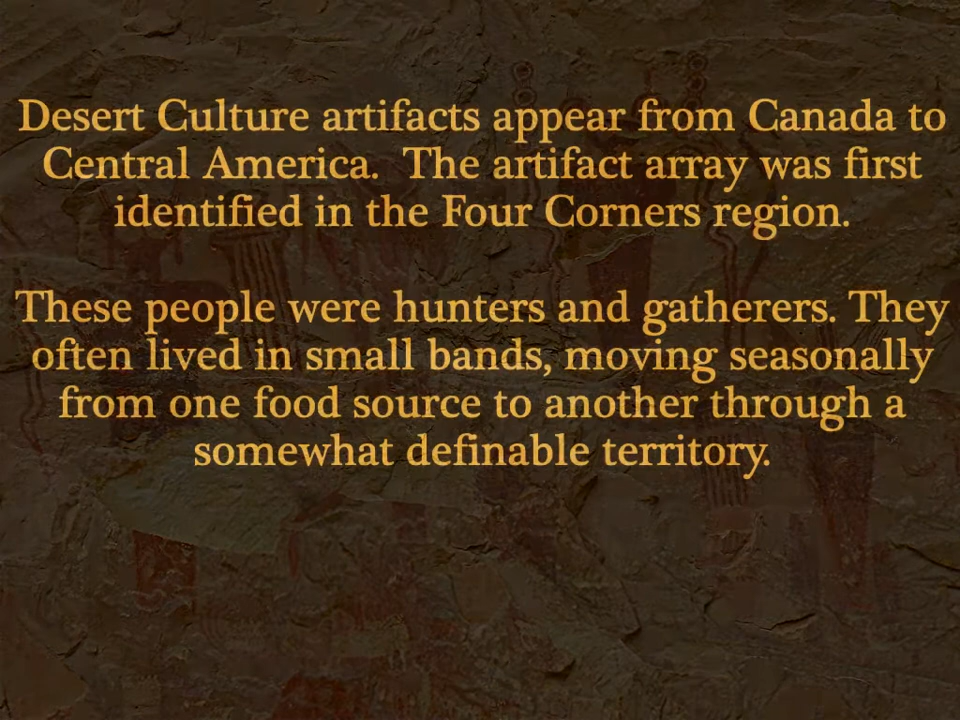 Desert Culture artifacts appear from Canada to
Central America.  The artifact array was first
identified in the Four Corners region.
These people were hunters and gatherers. They
often lived in small bands, moving seasonally
from one food source to another through a
somewhat definable territory.